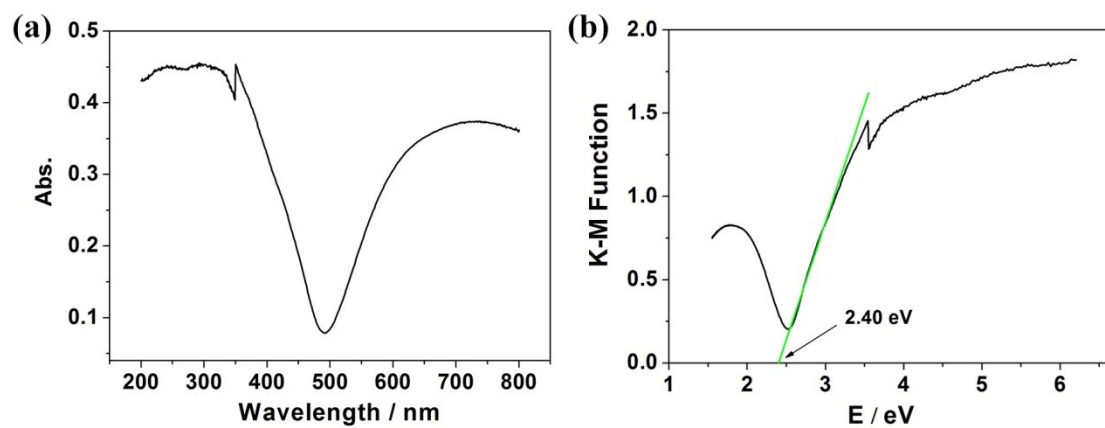 (a)
0.5
0.4
0.3
0.2
0.1
Abs.
200 300 400 500 600 700 800
Wavelength / nm
(b)
2.0
1.5
1.0
0.5
0.0
K-M Function
2.40 eV
1 2 3 4 5 6
E / eV